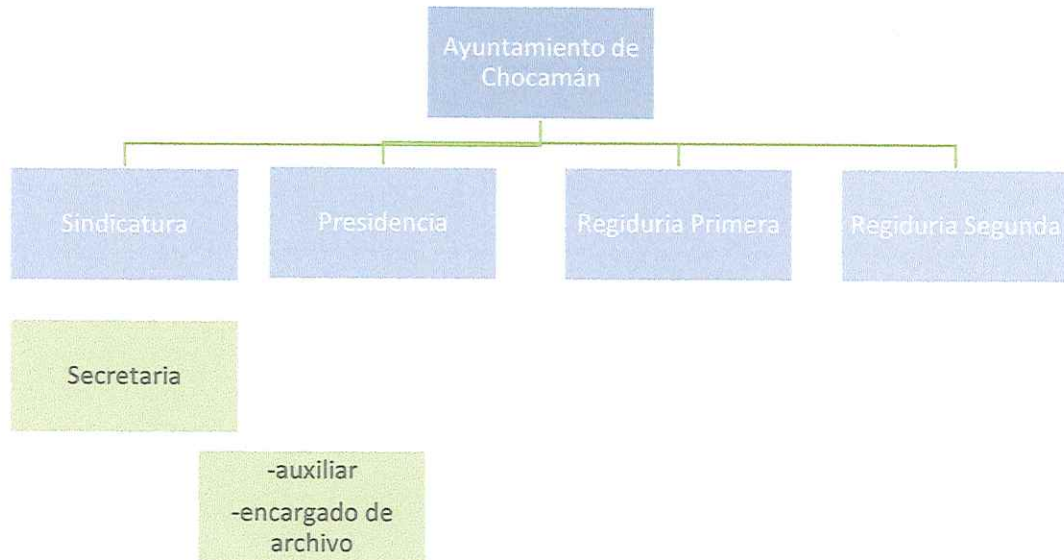 Ayuntamiento de
Chocamán
Sindicatura
Presidencia
Regiduria Primera
Regiduria Segunda
Secretaria
-auxiliar
-encargado de
archivo